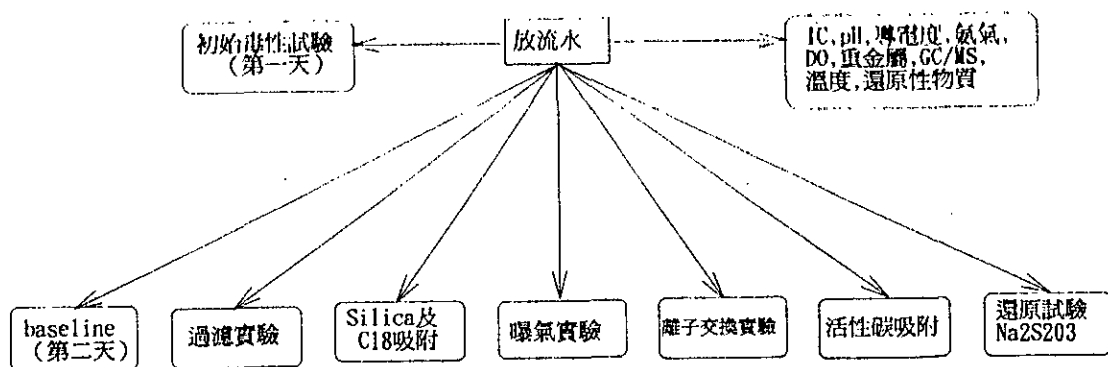 初始毒性試驗
（第一天）
放流水
IC,pH,導電度,氨氣,
DO,重金屬,GC/MS,
溫度,還原性物質
baseline
（第二天）
過濾實驗
Silica及
C18吸附
曝氣實驗
離子交換實驗
活性碳吸附
還原試驗
Na2S2O3